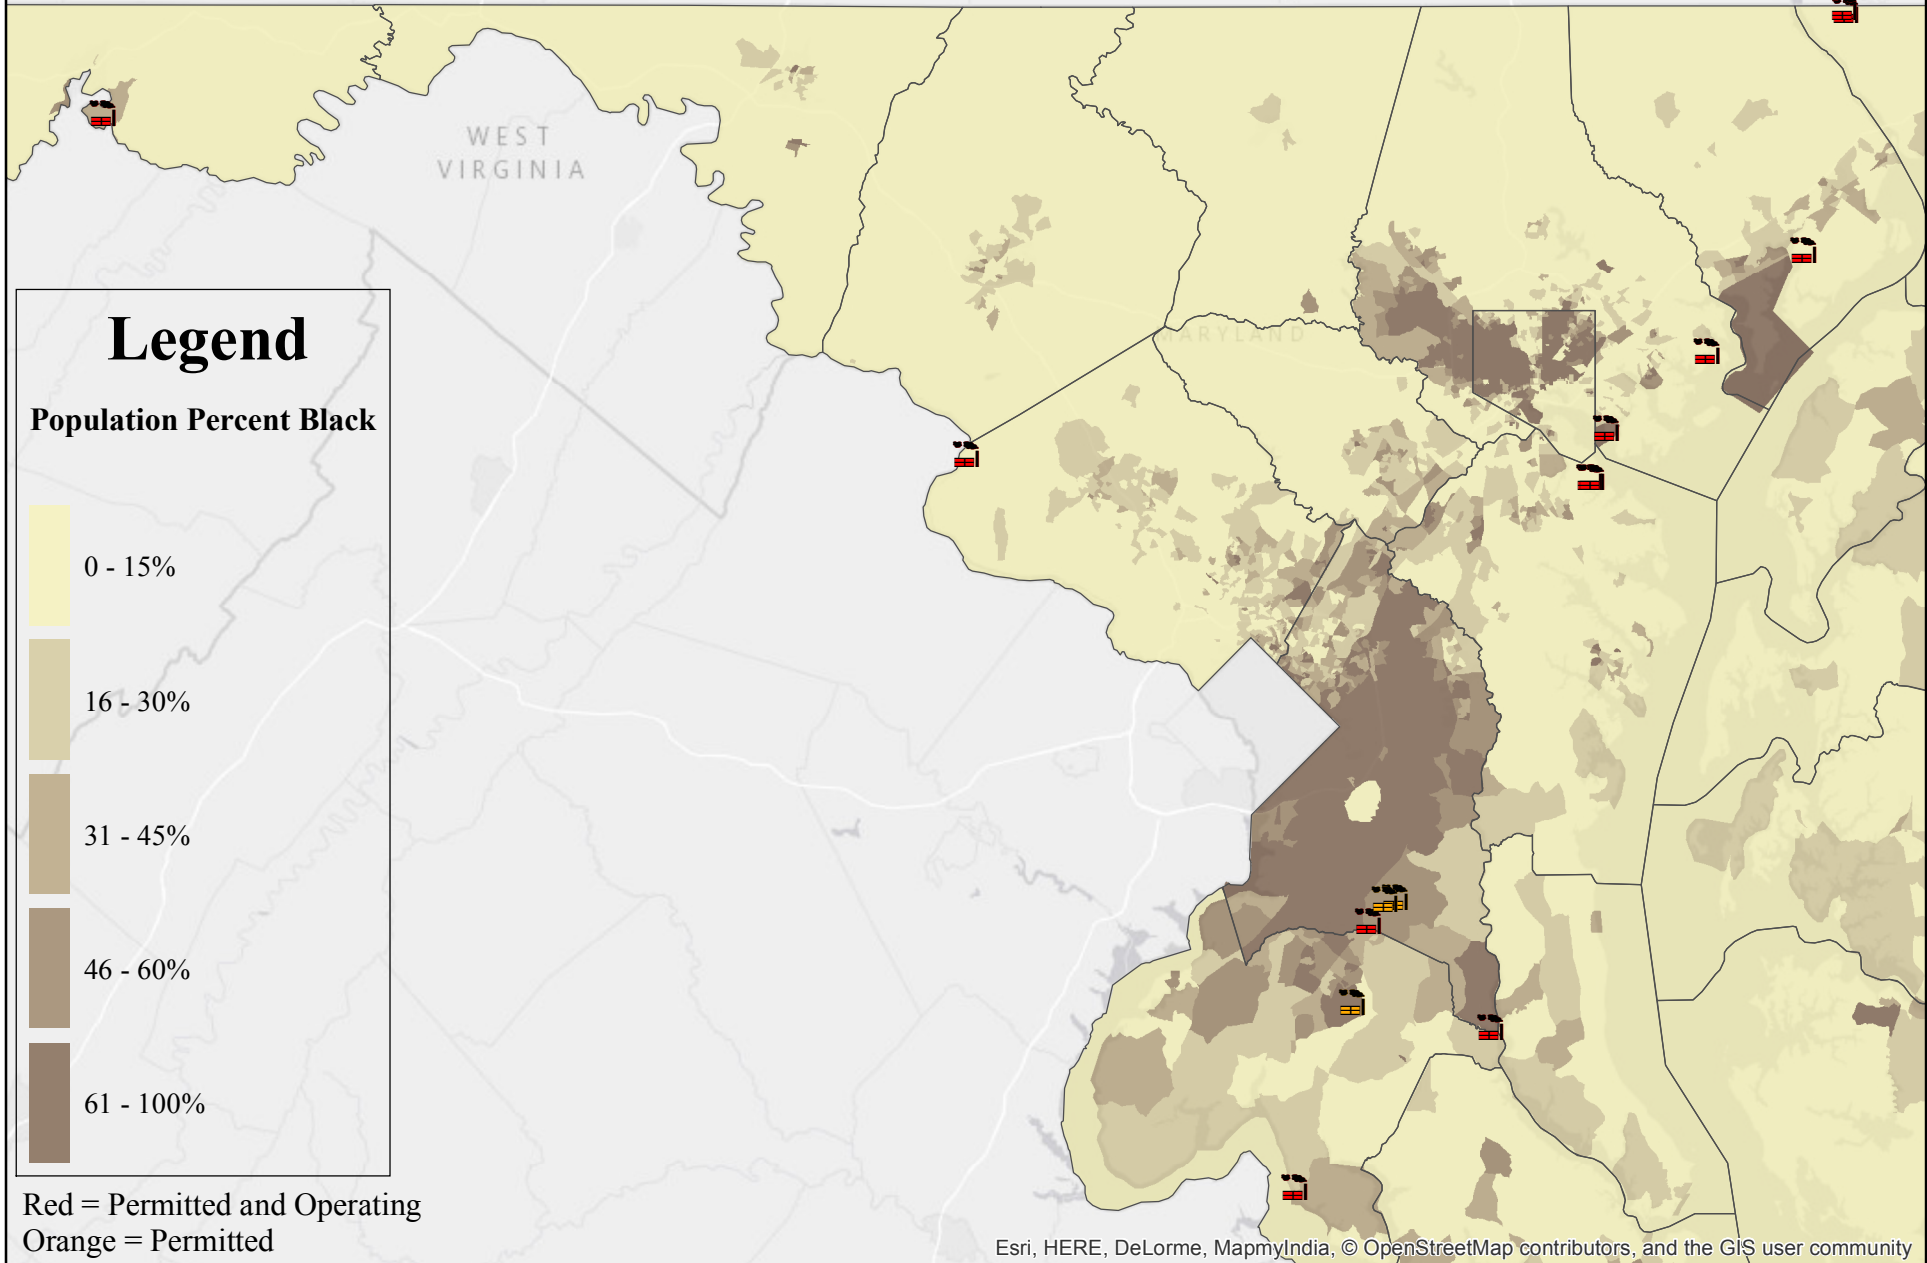 WEST
VIRGINIA
MARYLAND
Legend
Population Percent Black
0 - 15%
16 - 30%
31 - 45%
46 - 60%
61 - 100%
Red = Permitted and Operating
Orange = Permitted
Esri, HERE, DeLorme, MapmyIndia, © OpenStreetMap contributors, and the GIS user community